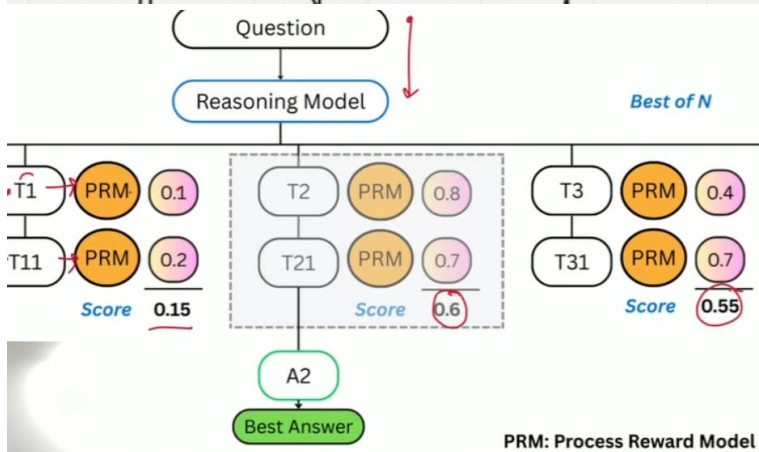 Question
Reasoning Model
Best of N
T1 PRM 0.1 T2 PRM 0.8 T3 PRM 0.4
T11 PRM 0.2 T21 PRM 0.7 T31 PRM 0.7
Score 0.15 Score 0.6 Score 0.55
A2
Best Answer
PRM: Process Reward Model